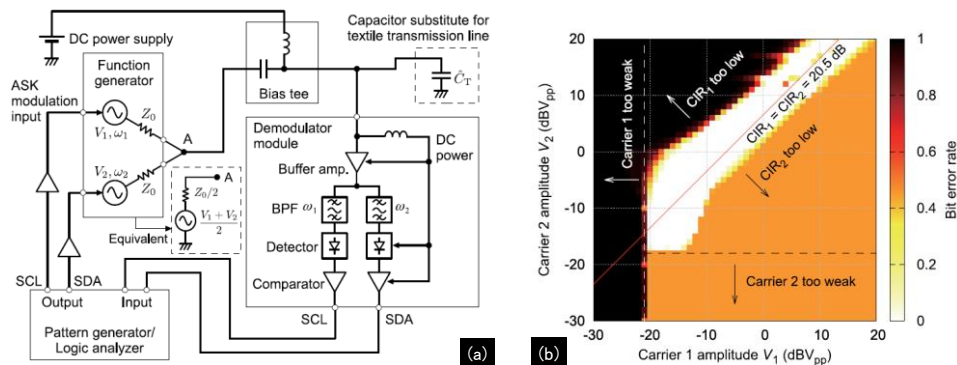 DC power supply
Function
generator
ASK
modulation
input
V₁, ω₁
Z₀
V₂, ω₂
Z₀
A
A
Z₀/2
V₁ + V₂
2
Equivalent
SCL
SDA
Output
Input
Pattern generator/
Logic analyzer
Bias tee
Capacitor substitute for
textile transmission line
Ĉ_T
Demodulator
module
DC
power
Buffer amp.
BPF
ω₁
ω₂
Detector
Comparator
SCL
SDA
(a)
(b)
Carrier 2 amplitude V₂ (dBVpp)
20
10
0
-10
-20
-30
-30
-20
-10
0
10
20
Carrier 1 amplitude V₁ (dBVpp)
Carrier 1 too weak
CIR₁ too low
CIR₁ = CIR₂ = 20.5 dB
CIR₂ too low
Carrier 2 too weak
1
0.8
0.6
0.4
0.2
0
Bit error rate